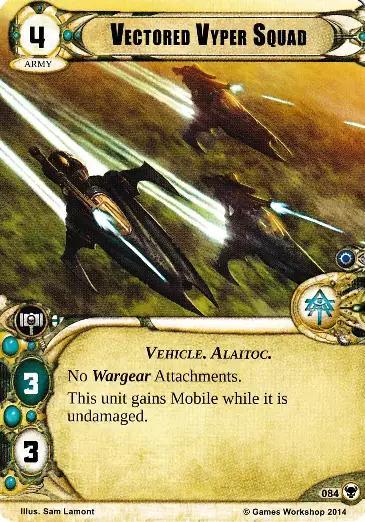 4
VECTORED VYPER SQUAD
ARMY
VEHICLE. ALAITOC.
No Wargear Attachments.
This unit gains Mobile while it is
undamaged.
3
3
084
Illus. Sam Lamont
© Games Workshop 2014